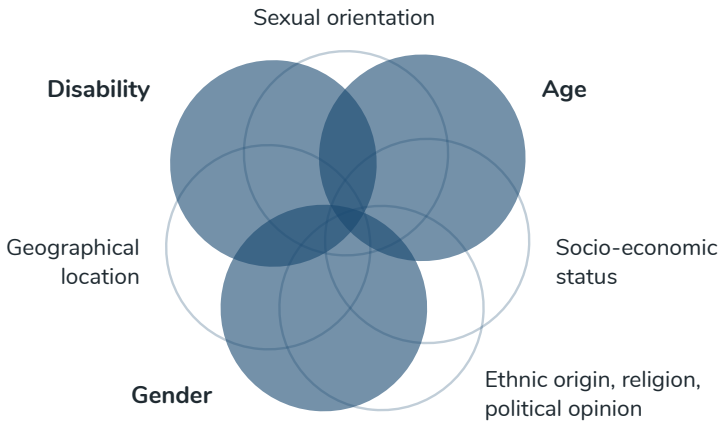 Sexual orientation
Disability
Age
Geographical
location
Socio-economic
status
Gender
Ethnic origin, religion,
political opinion